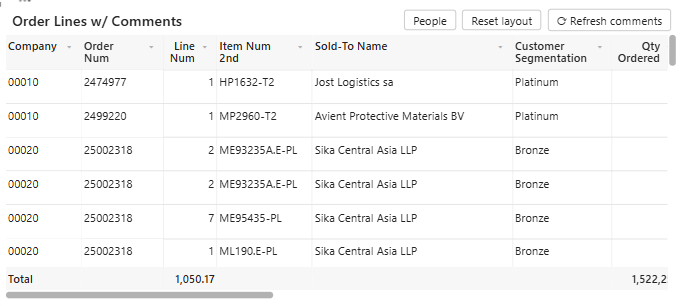 Order Lines w/ Comments People Reset layout Refresh comments
Company Order Num Line Num Item Num 2nd Sold-To Name Customer Segmentation Qty Ordered
00010 2474977 1 HP1632-T2 Jost Logistics sa Platinum
00010 2499220 1 MP2960-T2 Avient Protective Materials BV Platinum
00020 25002318 2 ME93235A.E-PL Sika Central Asia LLP Bronze
00020 25002318 2 ME93235A.E-PL Sika Central Asia LLP Bronze
00020 25002318 7 ME95435-PL Sika Central Asia LLP Bronze
00020 25002318 1 ML190.E-PL Sika Central Asia LLP Bronze
Total 1,050.17 1,522,2